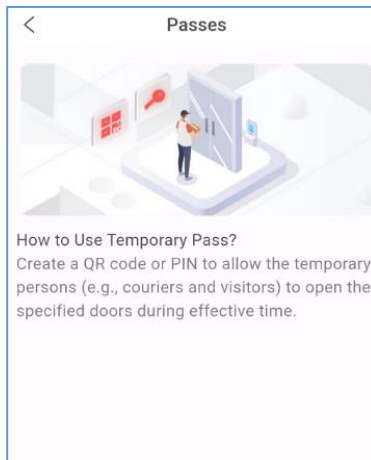 Passes
How to Use Temporary Pass?
Create a QR code or PIN to allow the temporary
persons (e.g., couriers and visitors) to open the
specified doors during effective time.